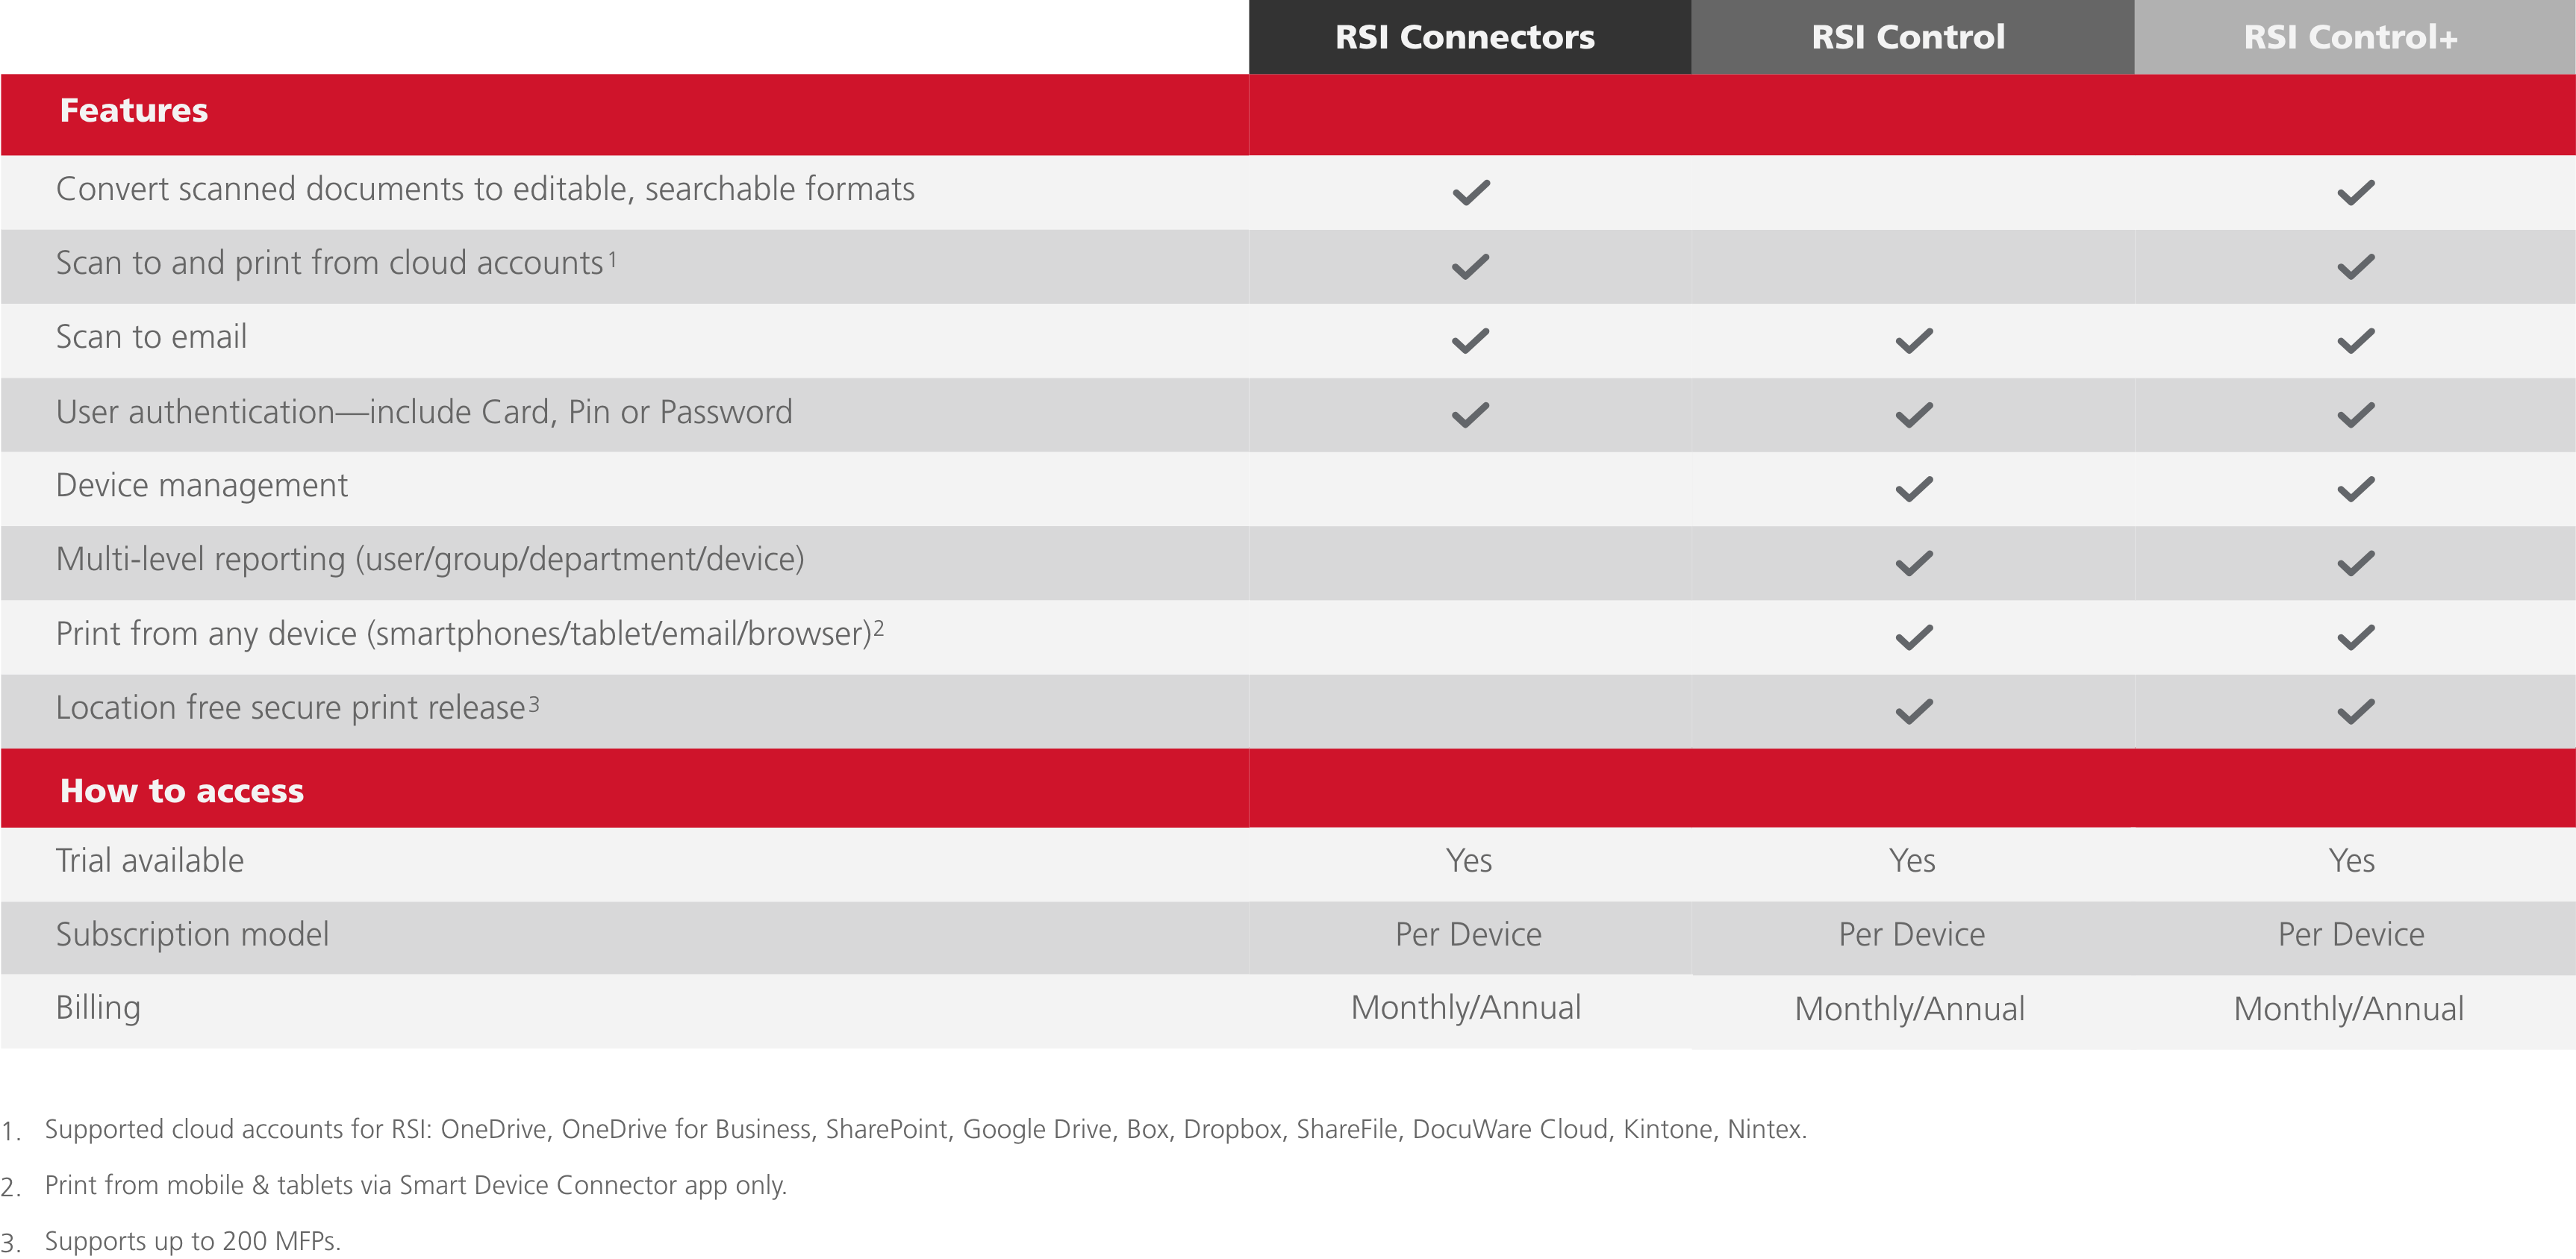 RSI Connectors RSI Control RSI Control+
Features
Convert scanned documents to editable, searchable formats ✓ ✓
Scan to and print from cloud accounts1 ✓ ✓
Scan to email ✓ ✓ ✓
User authentication—include Card, Pin or Password ✓ ✓ ✓
Device management ✓ ✓
Multi-level reporting (user/group/department/device) ✓ ✓
Print from any device (smartphones/tablet/email/browser)2 ✓ ✓
Location free secure print release3 ✓ ✓
How to access
Trial available Yes Yes Yes
Subscription model Per Device Per Device Per Device
Billing Monthly/Annual Monthly/Annual Monthly/Annual
1. Supported cloud accounts for RSI: OneDrive, OneDrive for Business, SharePoint, Google Drive, Box, Dropbox, ShareFile, DocuWare Cloud, Kintone, Nintex.
2. Print from mobile & tablets via Smart Device Connector app only.
3. Supports up to 200 MFPs.